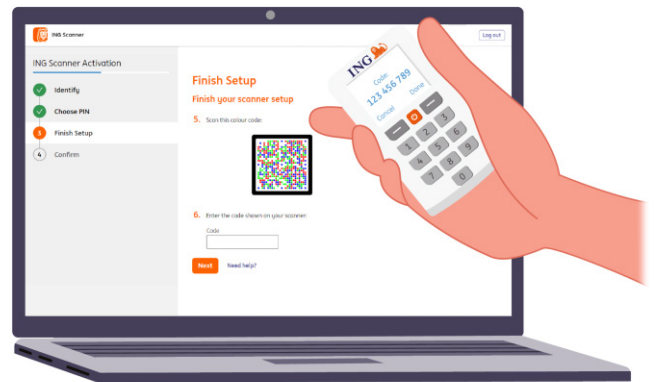 ING Scanner
Log out
ING Scanner Activation
Identify
Choose PIN
3 Finish Setup
4 Confirm
Finish Setup
Finish your scanner setup
5. Scan this colour code:
6. Enter the code shown on your scanner:
Code
Next Need help?
ING
Code:
123 456 789
Cancel Done
1 2 3
4 5 6
7 8 9
0